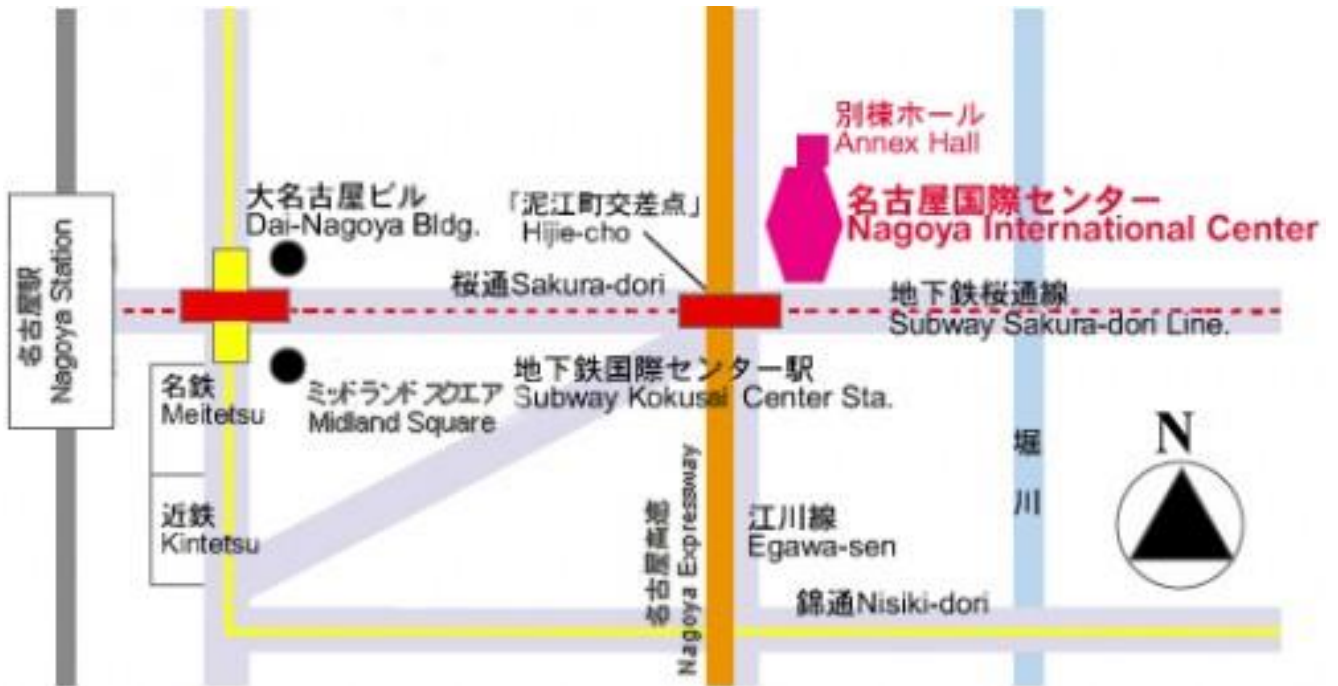 別棟ホール
Annex Hall
名古屋国際センター
Nagoya International Center
大名古屋ビル
Dai-Nagoya Bldg.
「泥江町交差点」
Hijie-cho
名古屋駅
Nagoya Station
桜通Sakura-dori
地下鉄桜通線
Subway Sakura-dori Line.
名鉄
Meitetsu
ミッドランド スクエア
Midland Square
地下鉄国際センター駅
Subway Kokusai Center Sta.
N
堀川
近鉄
Kintetsu
名古屋高速
Nagoya Expressway
江川線
Egawa-sen
錦通Nisiki-dori